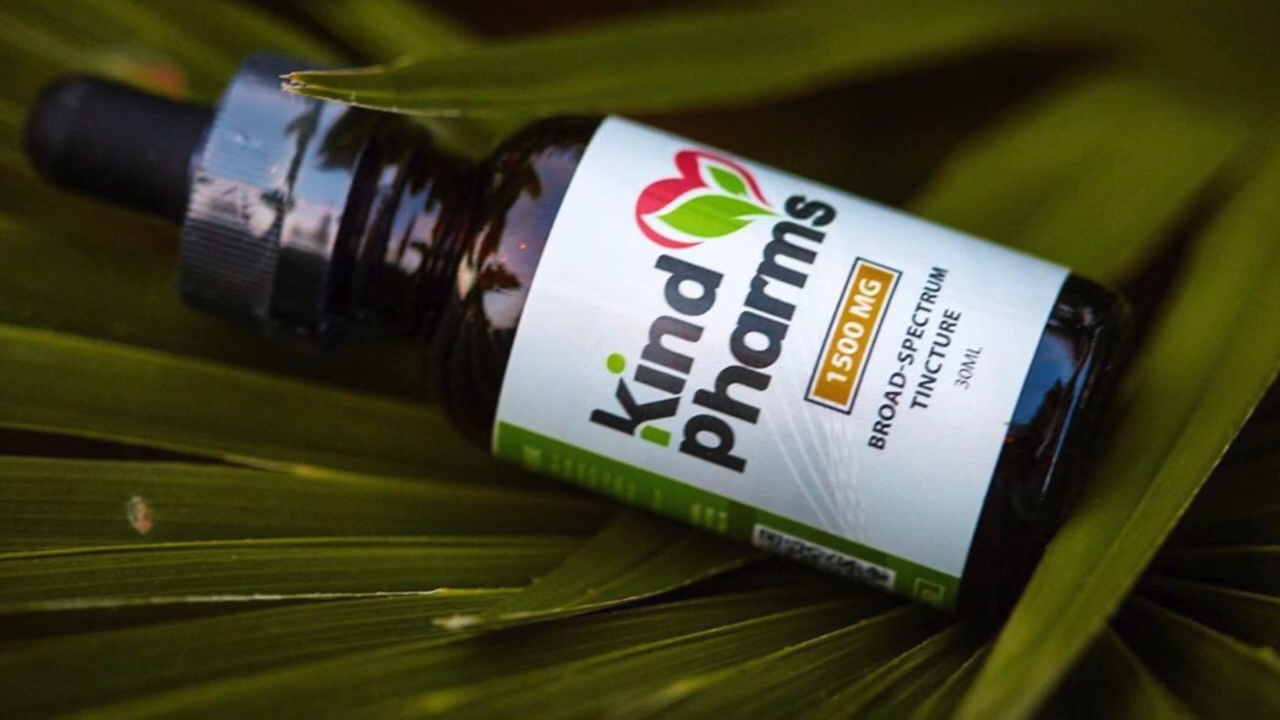 kind
pharms
1500 MG
BROAD-SPECTRUM
TINCTURE
30ML